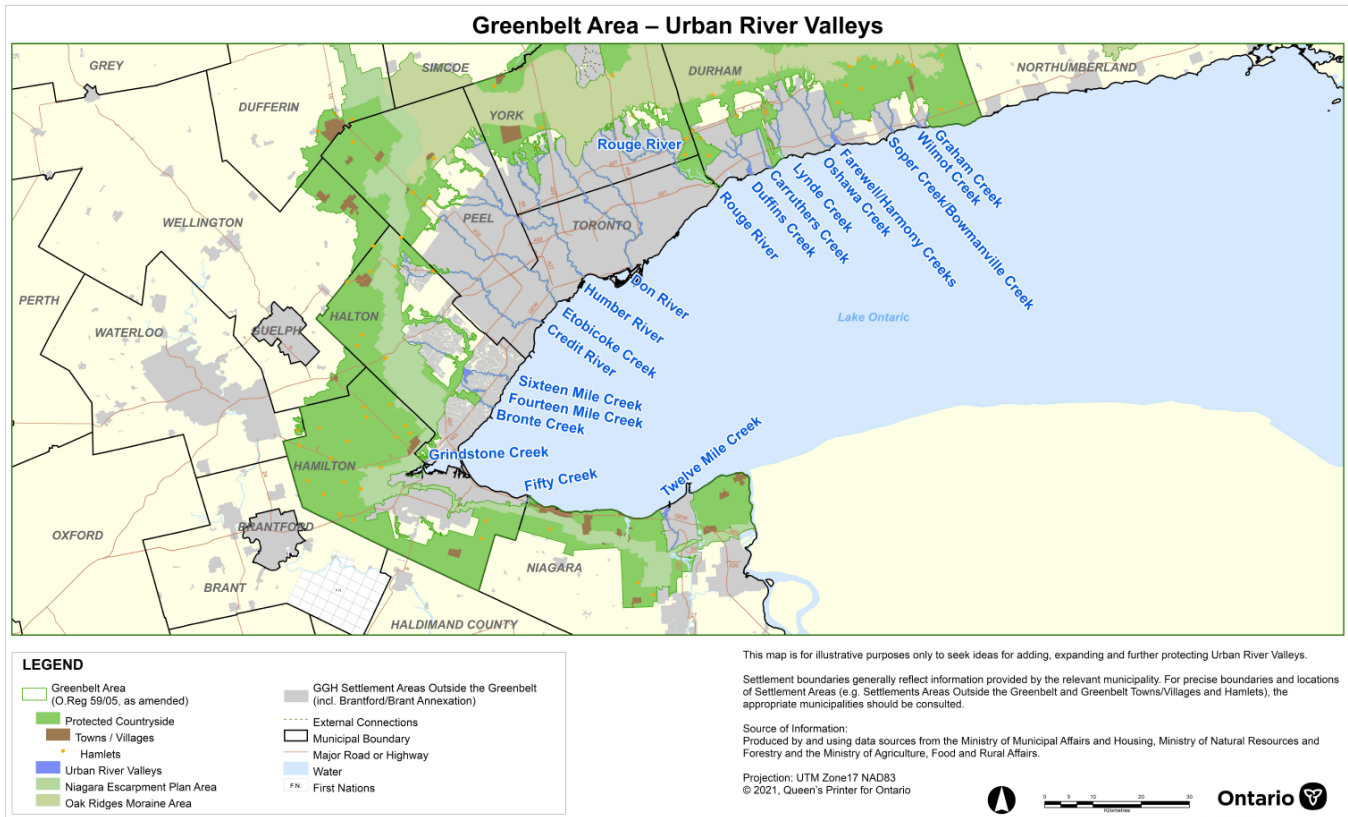 Greenbelt Area – Urban River Valleys
GREY
SIMCOE
DURHAM
NORTHUMBERLAND
DUFFERIN
YORK
Rouge River
Graham Creek
Wilmot Creek
Soper Creek/Bowmanville Creek
Farewell/Harmony Creeks
Oshawa Creek
Lynde Creek
Carruthers Creek
Duffins Creek
Rouge River
WELLINGTON
PEEL
TORONTO
Don River
Humber River
Etobicoke Creek
Credit River
PERTH
WATERLOO
GUELPH
HALTON
Lake Ontario
Sixteen Mile Creek
Fourteen Mile Creek
Bronte Creek
Grindstone Creek
Fifty Creek
Twelve Mile Creek
HAMILTON
OXFORD
BRANTFORD
BRANT
F.N.
NIAGARA
HALDIMAND COUNTY
LEGEND
Greenbelt Area
(O.Reg 59/05, as amended)
Protected Countryside
Towns / Villages
Hamlets
Urban River Valleys
Niagara Escarpment Plan Area
Oak Ridges Moraine Area
GGH Settlement Areas Outside the Greenbelt
(incl. Brantford/Brant Annexation)
External Connections
Municipal Boundary
Major Road or Highway
Water
F.N.
First Nations
This map is for illustrative purposes only to seek ideas for adding, expanding and further protecting Urban River Valleys.
Settlement boundaries generally reflect information provided by the relevant municipality. For precise boundaries and locations
of Settlement Areas (e.g. Settlements Areas Outside the Greenbelt and Greenbelt Towns/Villages and Hamlets), the
appropriate municipalities should be consulted.
Source of Information:
Produced by and using data sources from the Ministry of Municipal Affairs and Housing, Ministry of Natural Resources and
Forestry and the Ministry of Agriculture, Food and Rural Affairs.
Projection: UTM Zone17 NAD83
© 2021, Queen's Printer for Ontario
0 5 10 20 30
Kilometres
Ontario